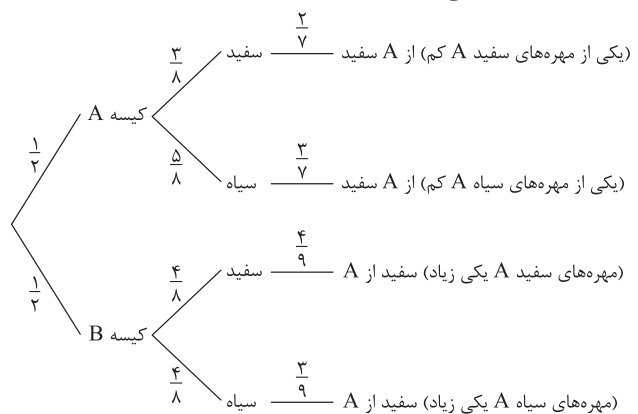 ۳/۸ سفید ۲/۷ سفید A از (یکی از مهره‌های سفید A کم)
۱/۲ کیسه A
۵/۸ سیاه ۳/۷ سفید A از (یکی از مهره‌های سیاه A کم)
۴/۸ سفید ۴/۹ سفید از A (مهره‌های سفید A یکی زیاد)
۱/۲ کیسه B
۴/۸ سیاه ۳/۹ سفید از A (مهره‌های سیاه A یکی زیاد)